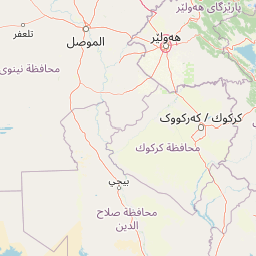 پارێزگای هەولێر
تلعفر
الموصل
هەولێر
محافظة نينوى
كركوك / کەرکووک
محافظة كركوك
بيجي
محافظة صلاح
الدين